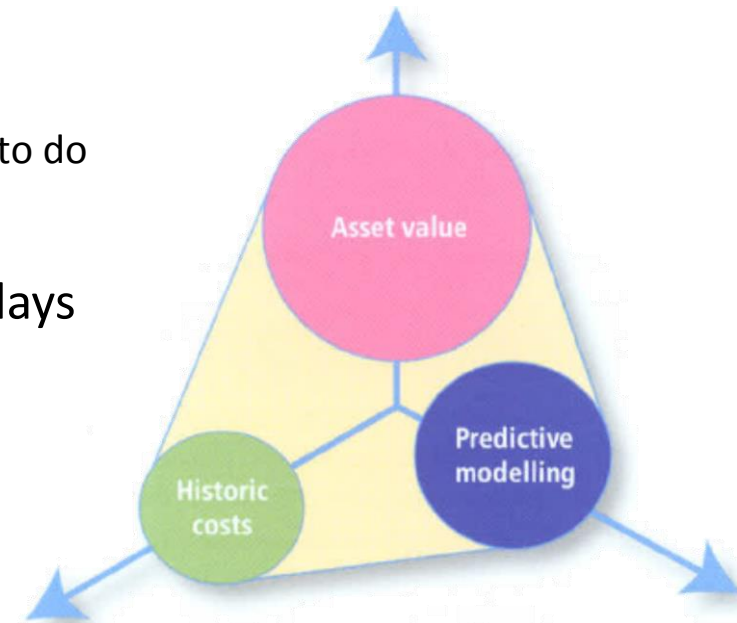 to do
lays
Asset value
Predictive
modelling
Historic
costs